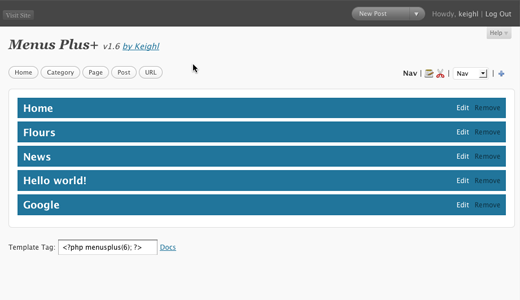 Visit Site
New Post
Howdy, keighl | Log Out
Help
Menus Plus+ v1.6 by Keighl
Home Category Page Post URL
Nav | | Nav |
Home Edit Remove
Flours Edit Remove
News Edit Remove
Hello world! Edit Remove
Google Edit Remove
Template Tag: <?php menusplus(6); ?> Docs